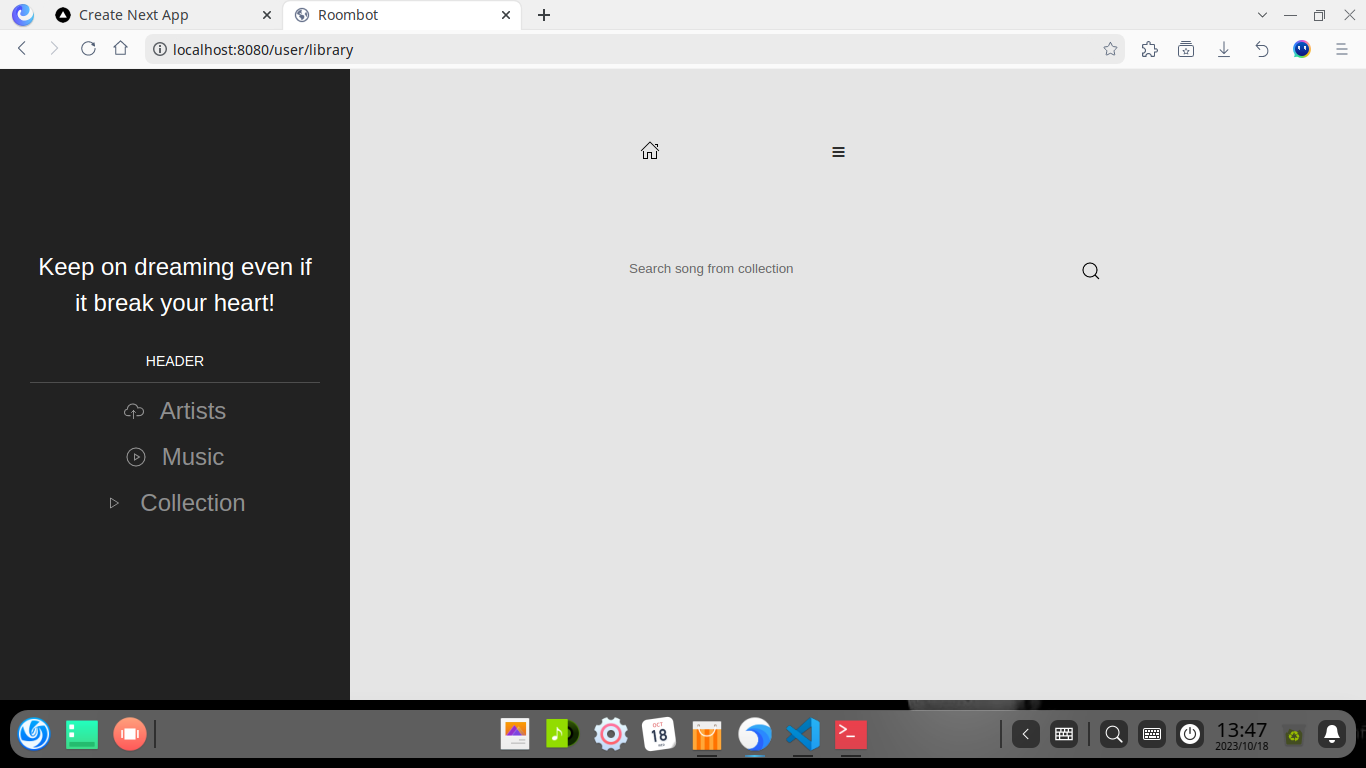 Create Next App
Roombot
localhost:8080/user/library
Keep on dreaming even if
it break your heart!
HEADER
Artists
Music
Collection
Search song from collection
OCT
18
13:47
2023/10/18